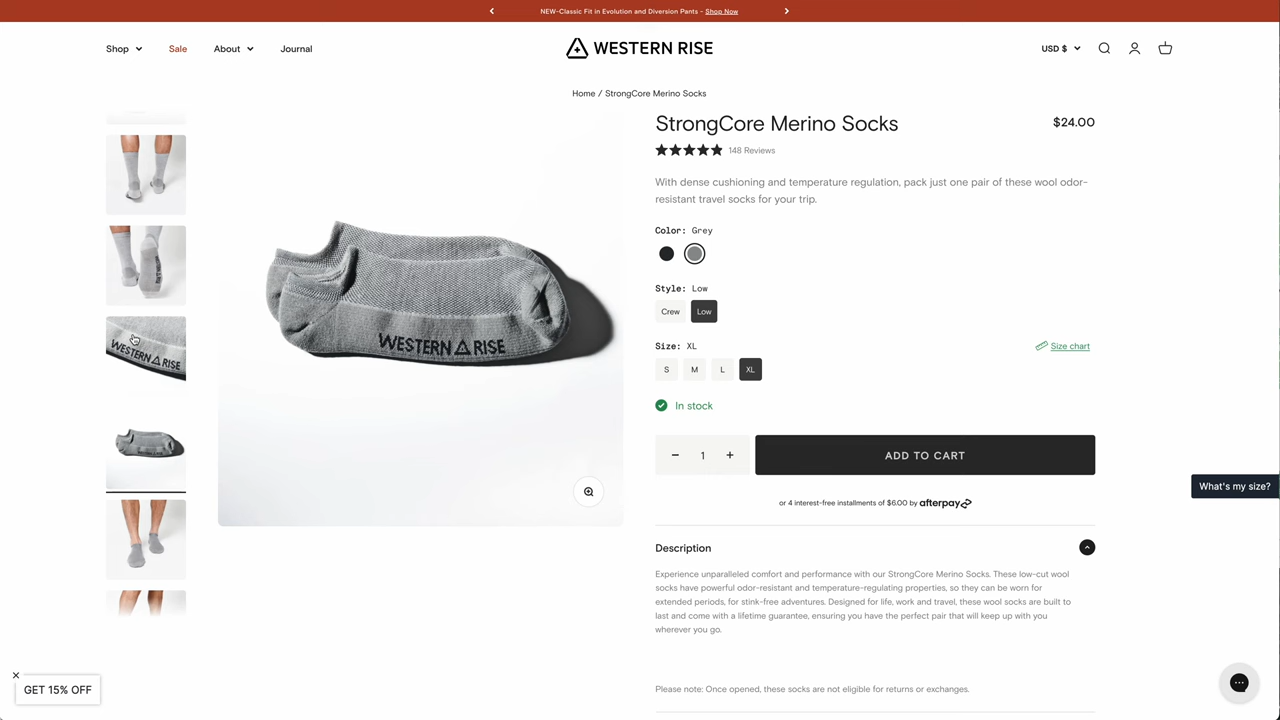 NEW-Classic Fit in Evolution and Diversion Pants - Shop Now
Shop
Sale
About
Journal
WESTERN RISE
USD $
Home / StrongCore Merino Socks
StrongCore Merino Socks
$24.00
148 Reviews
With dense cushioning and temperature regulation, pack just one pair of these wool odor-
resistant travel socks for your trip.
Color: Grey
Style: Low
Crew
Low
Size: XL
Size chart
S
M
L
XL
In stock
1
ADD TO CART
or 4 interest-free installments of $6.00 by afterpay
What's my size?
Description
Experience unparalleled comfort and performance with our StrongCore Merino Socks. These low-cut wool
socks have powerful odor-resistant and temperature-regulating properties, so they can be worn for
extended periods, for stink-free adventures. Designed for life, work and travel, these wool socks are built to
last and come with a lifetime guarantee, ensuring you have the perfect pair that will keep up with you
wherever you go.
Please note: Once opened, these socks are not eligible for returns or exchanges.
WESTERN RISE
WESTERN RISE
GET 15% OFF